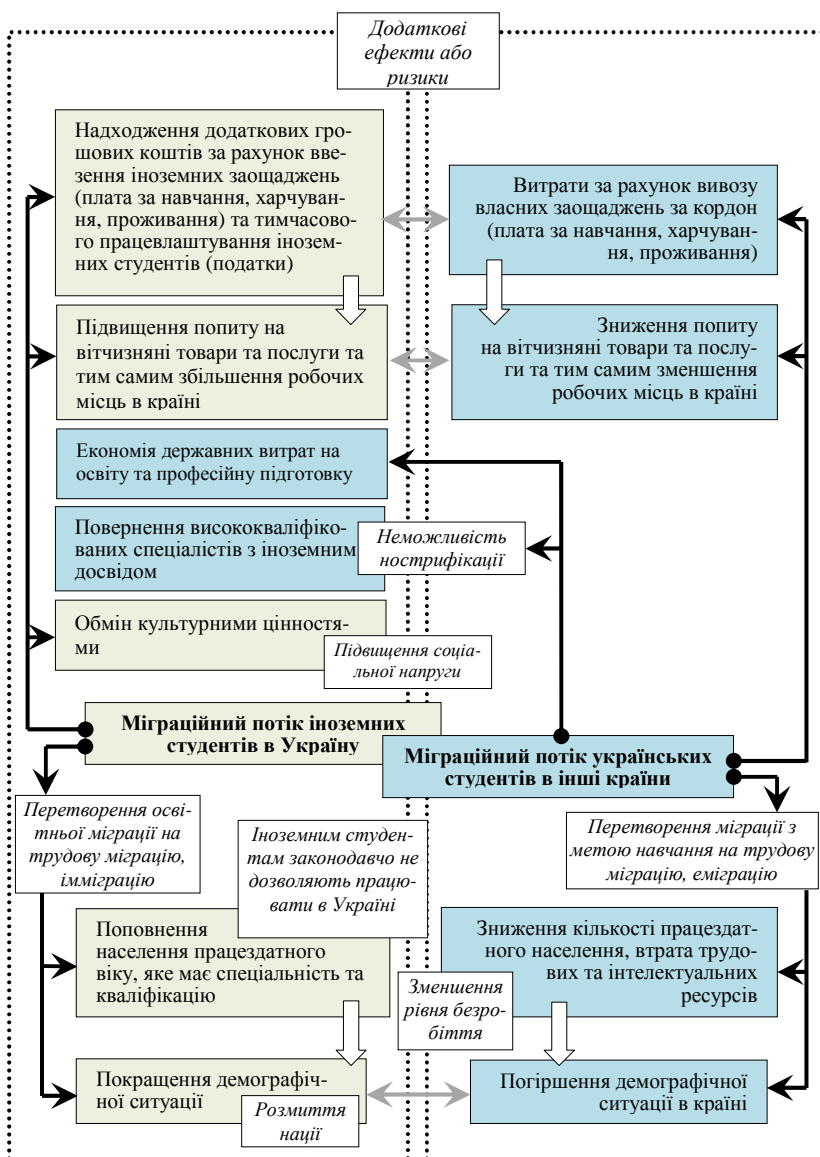 Додаткові
ефекти або
ризики
Надходження додаткових гро-
шових коштів за рахунок вве-
зення іноземних заощаджень
(плата за навчання, харчуван-
ня, проживання) та тимчасово-
го працевлаштування інозем-
них студентів (податки)
Витрати за рахунок вивозу
власних заощаджень за кордон
(плата за навчання, харчуван-
ня, проживання)
Підвищення попиту на
вітчизняні товари та послуги та
тим самим збільшення робочих
місць в країні
Зниження попиту
на вітчизняні товари та послу-
ги та тим самим зменшення
робочих місць в країні
Економія державних витрат на
освіту та професійну підготовку
Повернення висококваліфіко-
ваних спеціалістів з іноземним
досвідом
Неможливість
нострифікації
Обмін культурними цінностя-
ми
Підвищення соціа-
льної напруги
Міграційний потік іноземних
студентів в Україну
Міграційний потік українських
студентів в інші країни
Перетворення осві-
тньої міграції на
трудову міграцію,
імміграцію
Іноземним студен-
там законодавчо не
дозволяють працю-
вати в Україні
Перетворення міграції з
метою навчання на трудову
міграцію, еміграцію
Поповнення
населення працездатного
віку, яке має спеціальність та
кваліфікацію
Зниження кількості працездат-
ного населення, втрата трудо-
вих та інтелектуальних
ресурсів
Зменшення
рівня безро-
біття
Покращення демографіч-
ної ситуації
Розмиття
нації
Погіршення демографічної
ситуації в країні